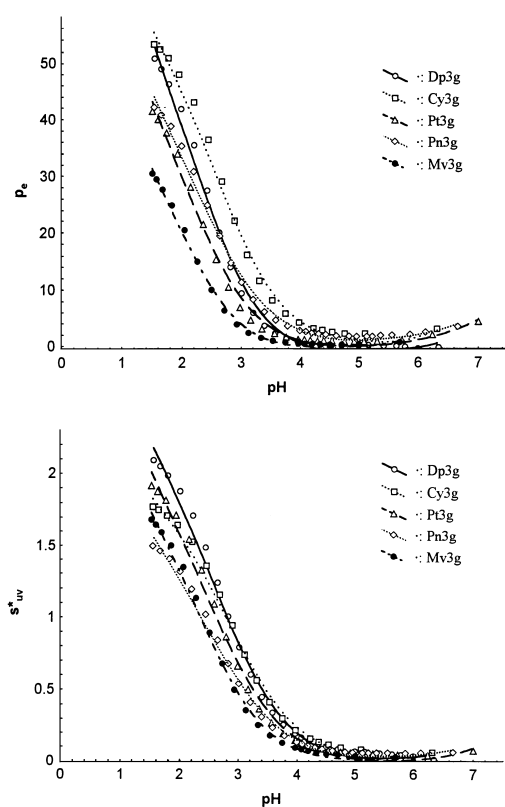 50
40
30
20
10
0
pₑ
0 1 2 3 4 5 6 7
pH
·: Dp3g
·: Cy3g
·: Pt3g
·: Pn3g
·: Mv3g
2
1.5
1
0.5
0
s*ᵤᵥ
0 1 2 3 4 5 6 7
pH
·: Dp3g
·: Cy3g
·: Pt3g
·: Pn3g
·: Mv3g